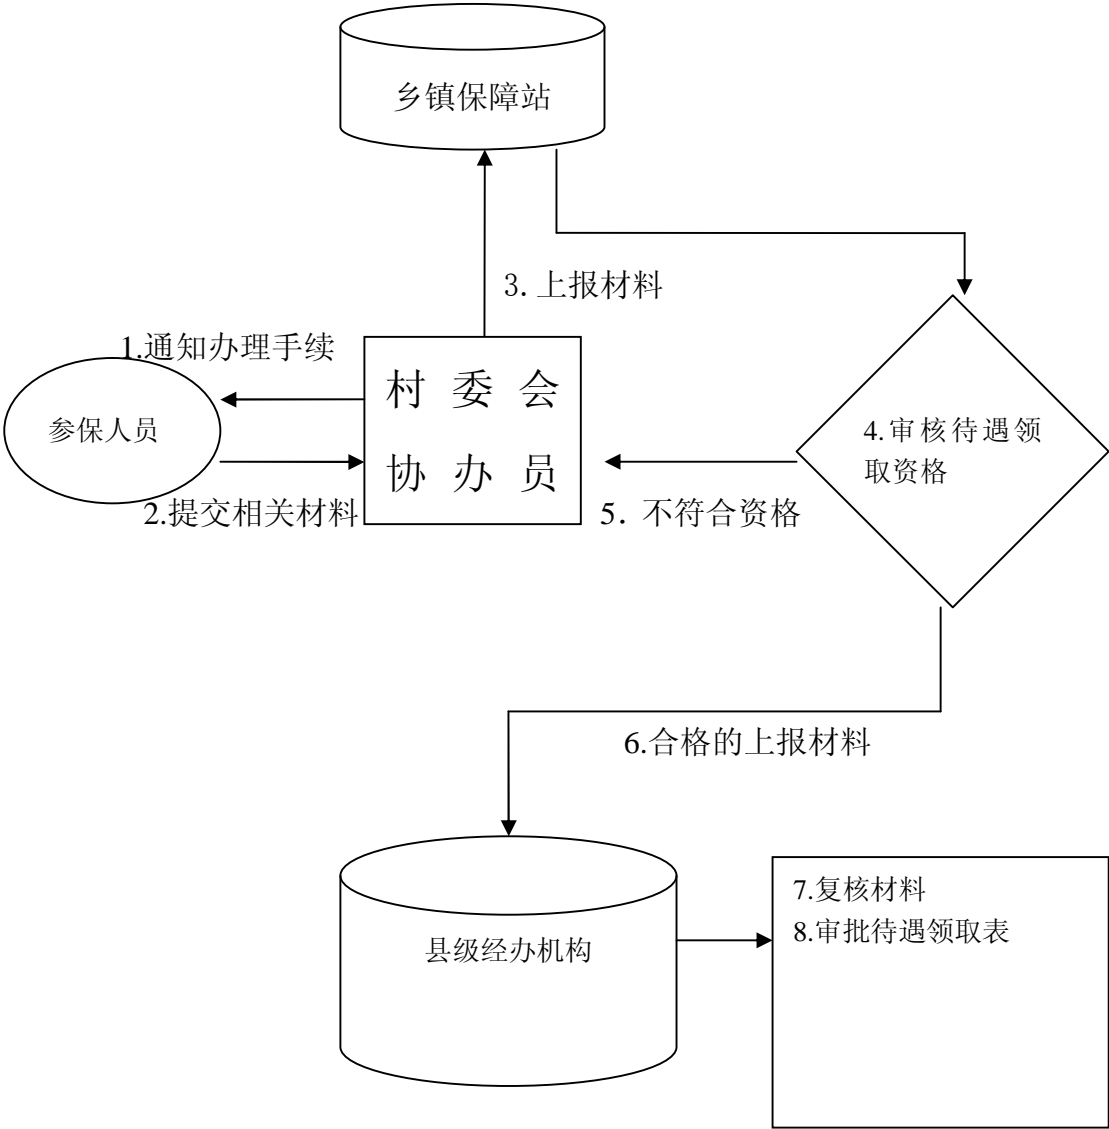 乡镇保障站
3. 上报材料
1.通知办理手续
村 委 会
协 办 员
参保人员
2.提交相关材料
4.审核待遇领
取资格
5. 不符合资格
6.合格的上报材料
县级经办机构
7.复核材料
8.审批待遇领取表